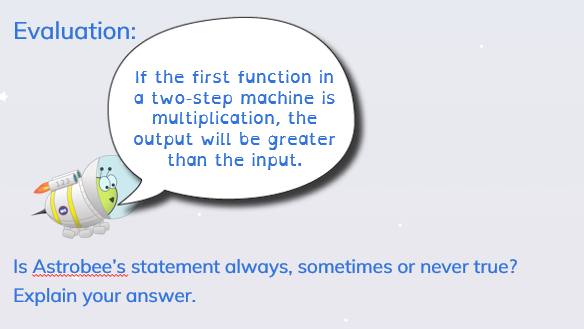 Evaluation:
If the first function in
a two-step machine is
multiplication, the
output will be greater
than the input.
Is Astrobee's statement always, sometimes or never true?
Explain your answer.